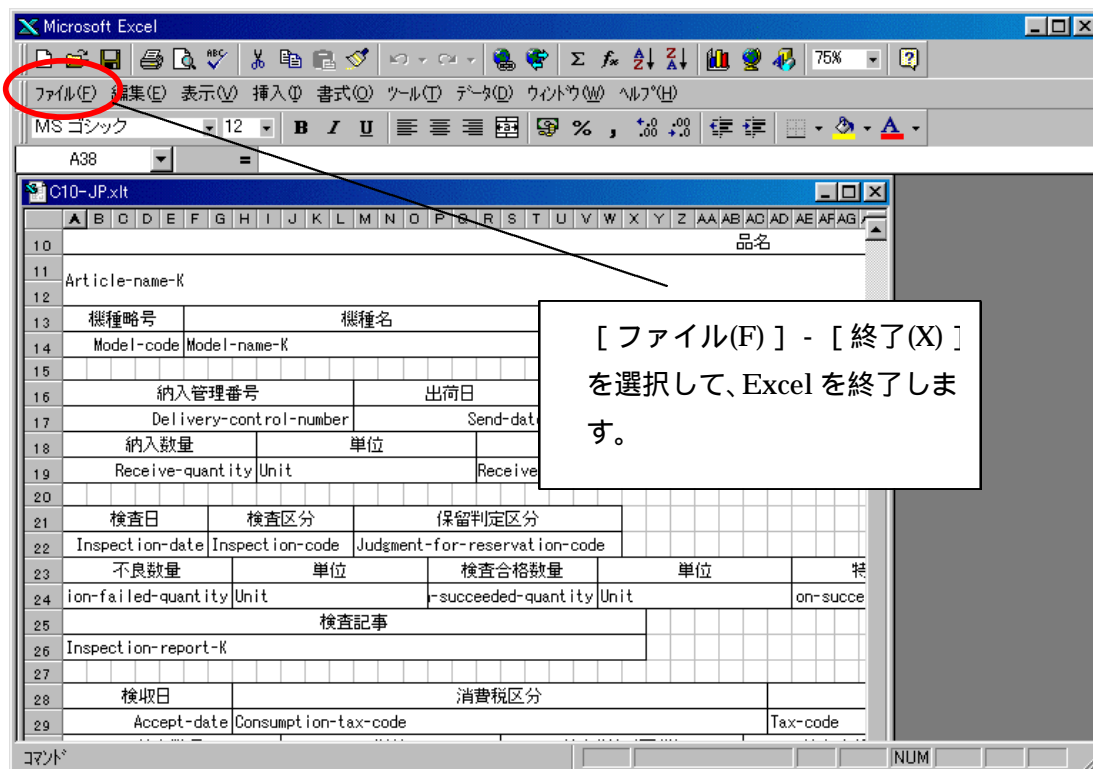 Microsoft Excel
75%
ファイル(F) 編集(E) 表示(V) 挿入(I) 書式(O) ツール(T) データ(D) ウィンドウ(W) ヘルプ(H)
MS ゴシック 12 B I U % ,
A38 =
C10-JP.xlt
A B C D E F G H I J K L M N O P Q R S T U V W X Y Z AA AB AC AD AE AF AG
10 品名
11
Article-name-K
12
13 機種略号 機種名
14 Model-code Model-name-K
15
16 納入管理番号 出荷日
17 Delivery-control-number Send-dat
18 納入数量 単位
19 Receive-quantity Unit Receive
20
21 検査日 検査区分 保留判定区分
22 Inspection-date Inspection-code Judgment-for-reservation-code
23 不良数量 単位 検査合格数量 単位 特
24 ion-failed-quantity Unit -succeeded-quantity Unit on-succe
25 検査記事
26 Inspection-report-K
27
28 検収日 消費税区分
29 Accept-date Consumption-tax-code Tax-code
[ファイル(F)] - [終了(X)]
を選択して、Excel を終了しま
す。
コマンド NUM